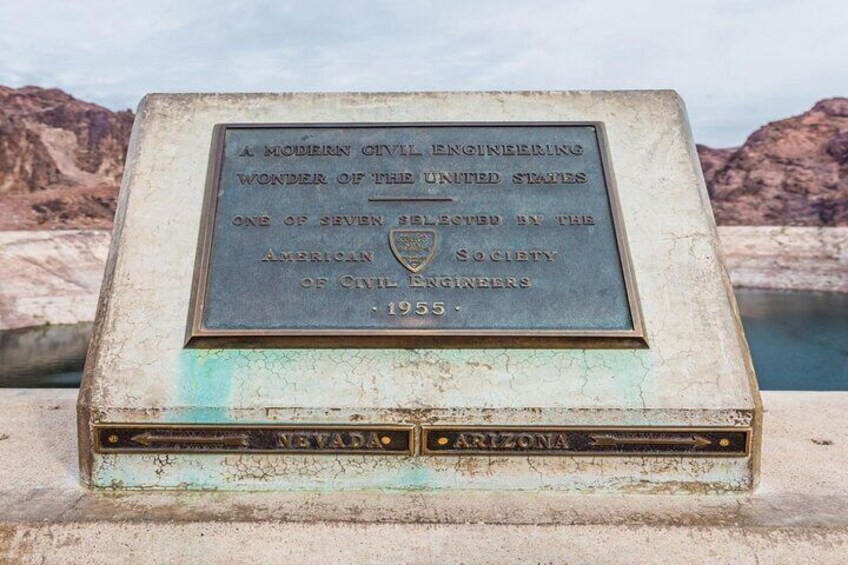 A MODERN CIVIL ENGINEERING
WONDER OF THE UNITED STATES
ONE OF SEVEN SELECTED BY THE
AMERICAN SOCIETY
OF CIVIL ENGINEERS
· 1955 ·
NEVADA ARIZONA